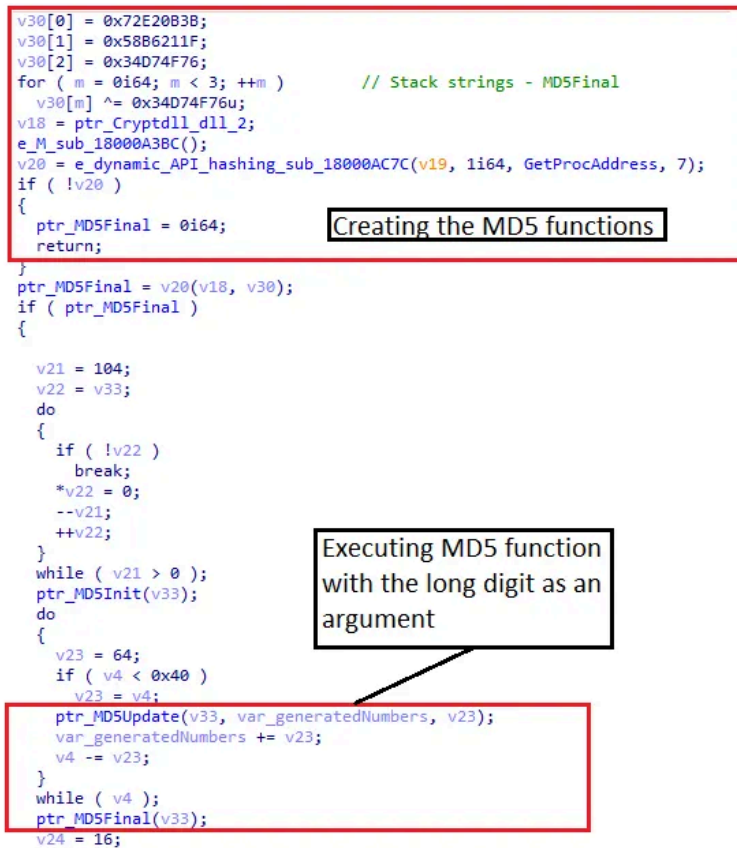 v30[0] = 0x72E20B3B;
v30[1] = 0x58B6211F;
v30[2] = 0x34D74F76;
for ( m = 0i64; m < 3; ++m )          // Stack strings - MD5Final
  v30[m] ^= 0x34D74F76u;
v18 = ptr_Cryptdll_dll_2;
e_M_sub_18000A3BC();
v20 = e_dynamic_API_hashing_sub_18000AC7C(v19, 1i64, GetProcAddress, 7);
if ( !v20 )
{
  ptr_MD5Final = 0i64;
  return;
}
Creating the MD5 functions
ptr_MD5Final = v20(v18, v30);
if ( ptr_MD5Final )
{
  v21 = 104;
  v22 = v33;
  do
  {
    if ( !v22 )
      break;
    *v22 = 0;
    --v21;
    ++v22;
  }
  while ( v21 > 0 );
  ptr_MD5Init(v33);
  do
  {
    v23 = 64;
    if ( v4 < 0x40 )
      v23 = v4;
Executing MD5 function
with the long digit as an
argument
    ptr_MD5Update(v33, var_generatedNumbers, v23);
    var_generatedNumbers += v23;
    v4 -= v23;
  }
  while ( v4 );
  ptr_MD5Final(v33);
  v24 = 16;